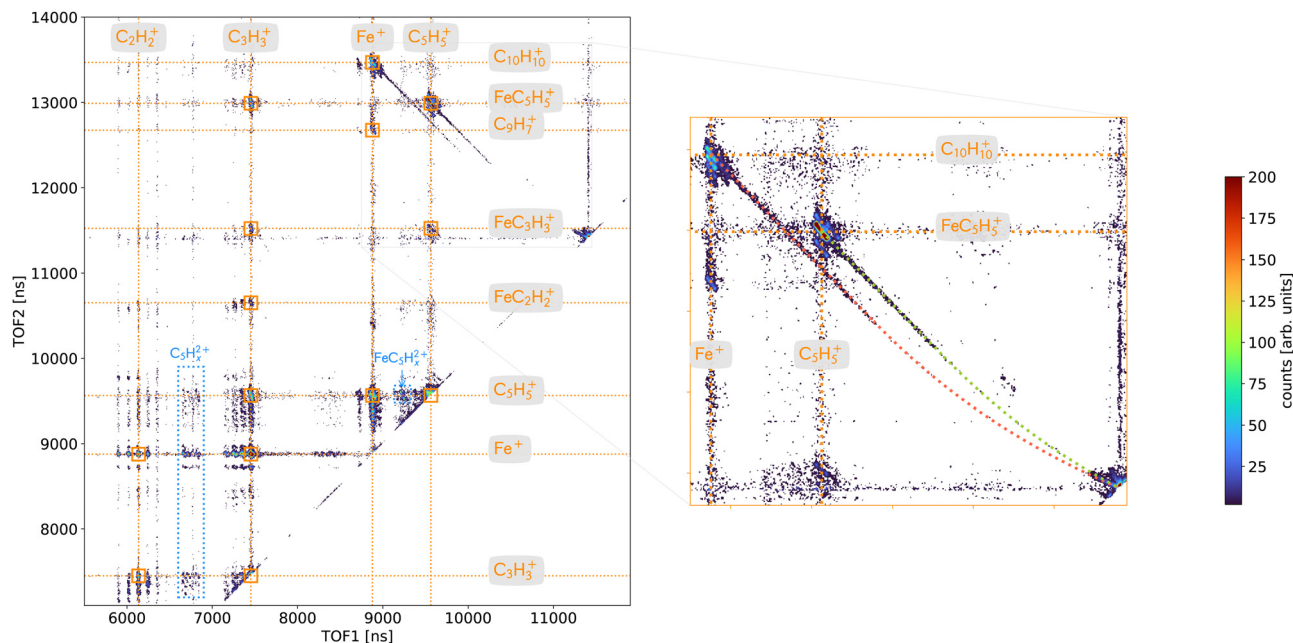 14000
13000
12000
11000
10000
9000
8000
TOF2 [ns]
6000
7000
8000
9000
10000
11000
TOF1 [ns]
C₂H₂⁺
C₃H₃⁺
Fe⁺
C₅H₅⁺
C₁₀H₁₀⁺
FeC₅H₅⁺
C₉H₇⁺
FeC₃H₃⁺
FeC₂H₂⁺
C₅H₅⁺
Fe⁺
C₃H₃⁺
C₅Hₓ²⁺
FeC₅Hₓ²⁺
C₁₀H₁₀⁺
FeC₅H₅⁺
Fe⁺
C₅H₅⁺
200
175
150
125
100
75
50
25
counts [arb. units]